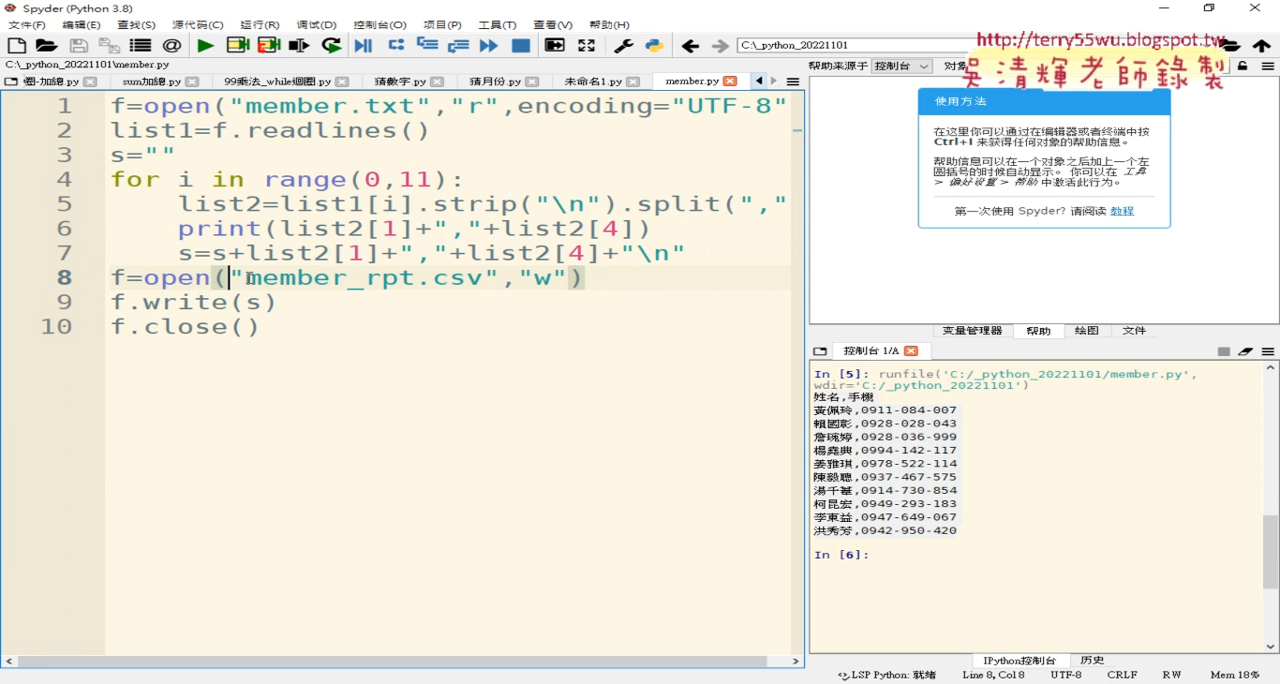 Spyder (Python 3.8)
文件(F) 编辑(E) 查找(S) 源代码(C) 运行(R) 调试(D) 控制台(O) 项目(P) 工具(T) 查看(V) 帮助(H)
C:\_python_20221101
http://terry55wu.blogspot.tw
吳清輝老師錄製
C:\_python_20221101\member.py
帮助来源于 控制台 对象
-加總.py sum加總.py 99乘法_while迴圈.py 猜數字.py 猜月份.py 未命名1.py member.py
1 f=open("member.txt","r",encoding="UTF-8"
2 list1=f.readlines()
3 s=""
4 for i in range(0,11):
5 list2=list1[i].strip("\n").split(","
6 print(list2[1]+","+list2[4])
7 s=s+list2[1]+","+list2[4]+"\n"
8 f=open("member_rpt.csv","w")
9 f.write(s)
10 f.close()
使用方法
在这里你可以通过在编辑器或者终端中按
Ctrl+I 来获得任何对象的帮助信息。
帮助信息可以在一个对象之后加上一个左
圆括号的时候自动显示。 你可以在 工具
> 偏好设置 > 帮助 中激活此行为。
第一次使用 Spyder? 请阅读 教程
变量管理器 帮助 绘图 文件
控制台 1/A
In [5]: runfile('C:/_python_20221101/member.py',
wdir='C:/_python_20221101')
姓名,手機
黃佩玲,0911-084-007
賴國彰,0928-028-043
詹琬婷,0928-036-999
楊堯典,0994-142-117
姜雅琪,0978-522-114
陳毅聰,0937-467-575
湯千基,0914-730-854
柯昆宏,0949-293-183
李東益,0947-649-067
洪秀芳,0942-950-420
In [6]:
IPython控制台 历史
LSP Python: 就绪 Line 8, Col 8 UTF-8 CRLF RW Mem 18%